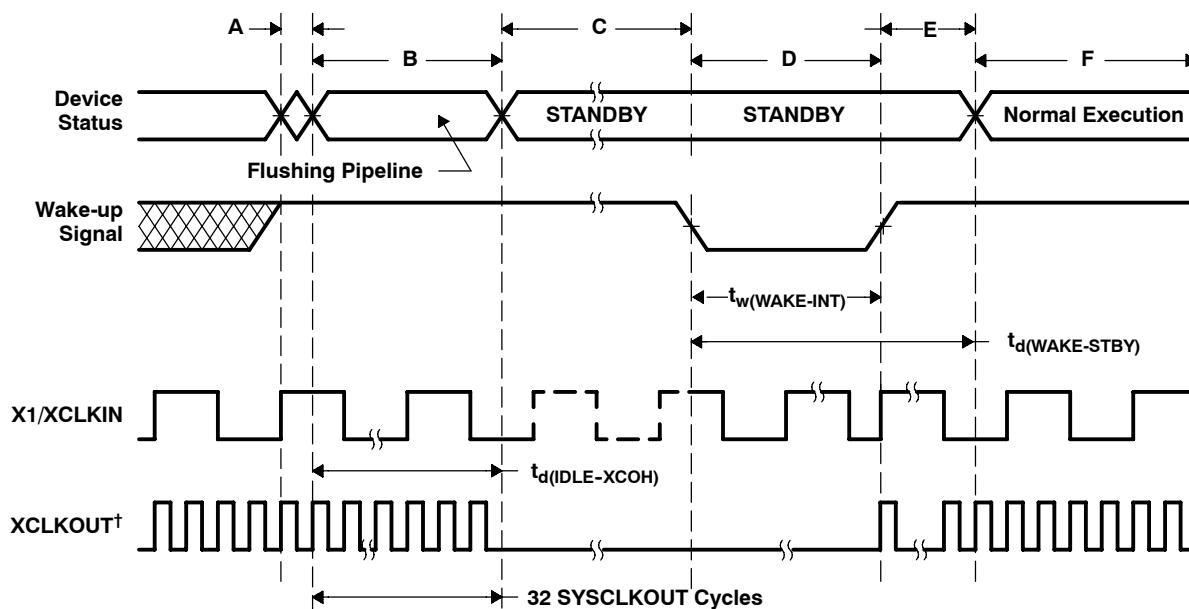 A
B
C
D
E
F
Device
Status
STANDBY
STANDBY
Normal Execution
Flushing Pipeline
Wake-up
Signal
tw(WAKE-INT)
td(WAKE-STBY)
X1/XCLKIN
td(IDLE-XCOH)
XCLKOUT†
32 SYSCLKOUT Cycles